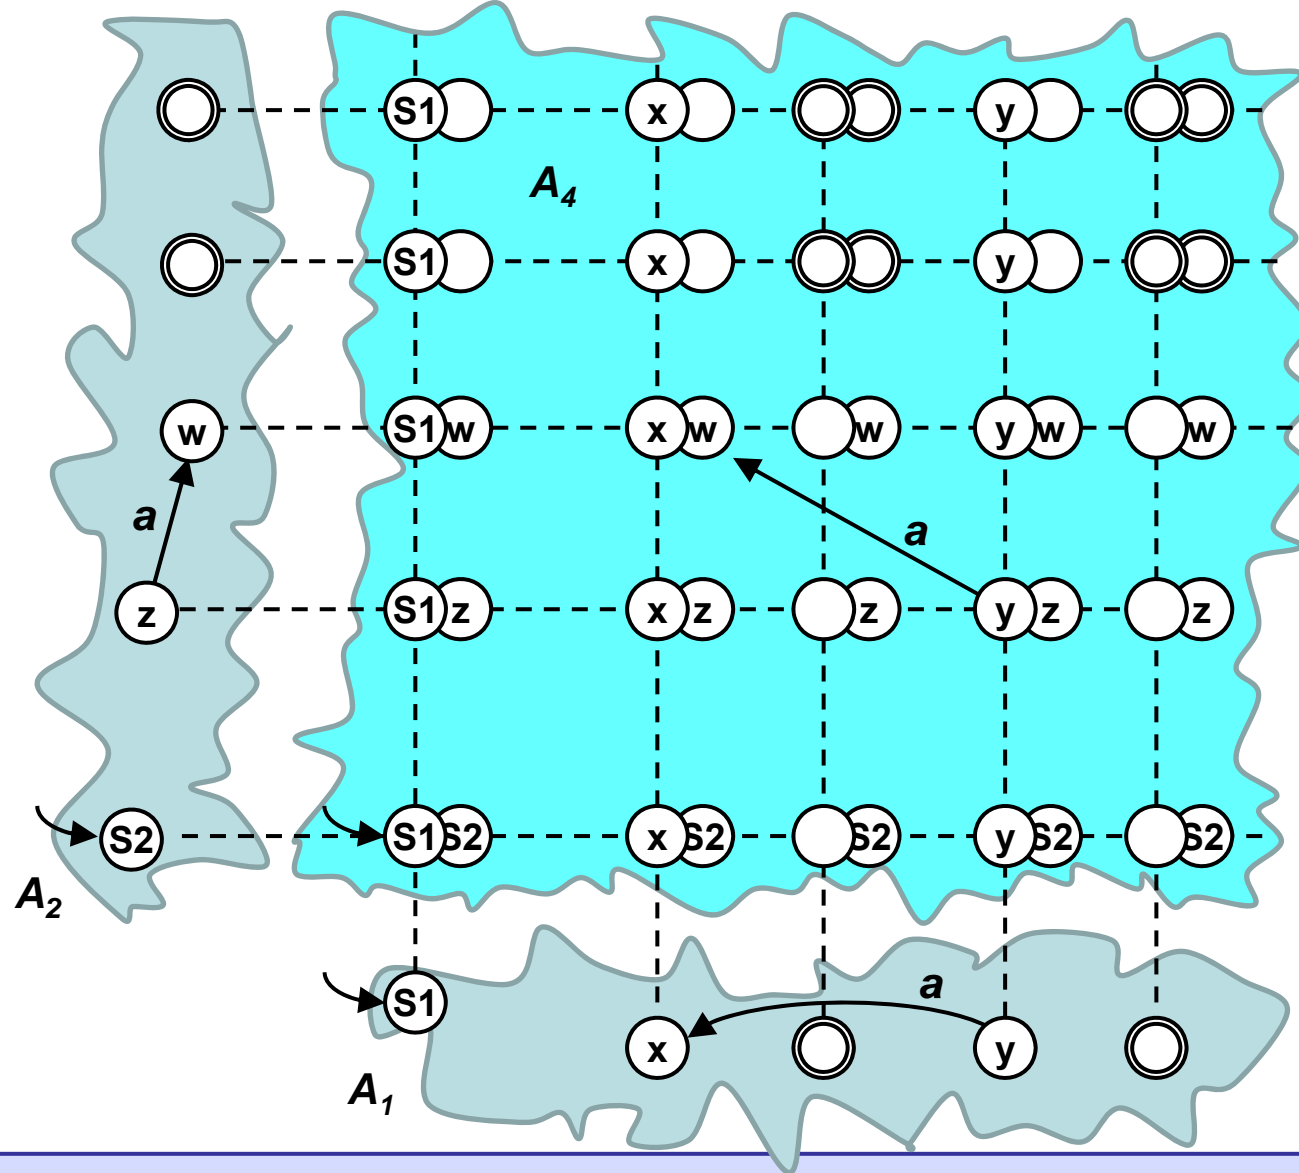 S1 x y
A4
S1 x y
w S1 w x w w y w w
a a
z S1 z x z z y z z
S2 S1 S2 x S2 S2 y S2 S2
A2
a
S1
x y
A1